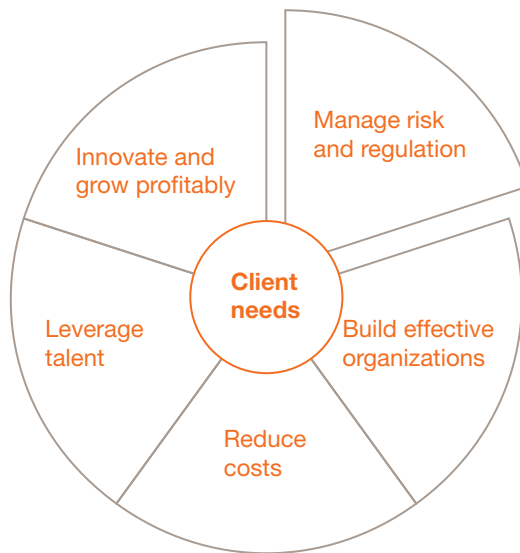 Manage risk
and regulation
Innovate and
grow profitably
Client
needs
Leverage
talent
Build effective
organizations
Reduce
costs